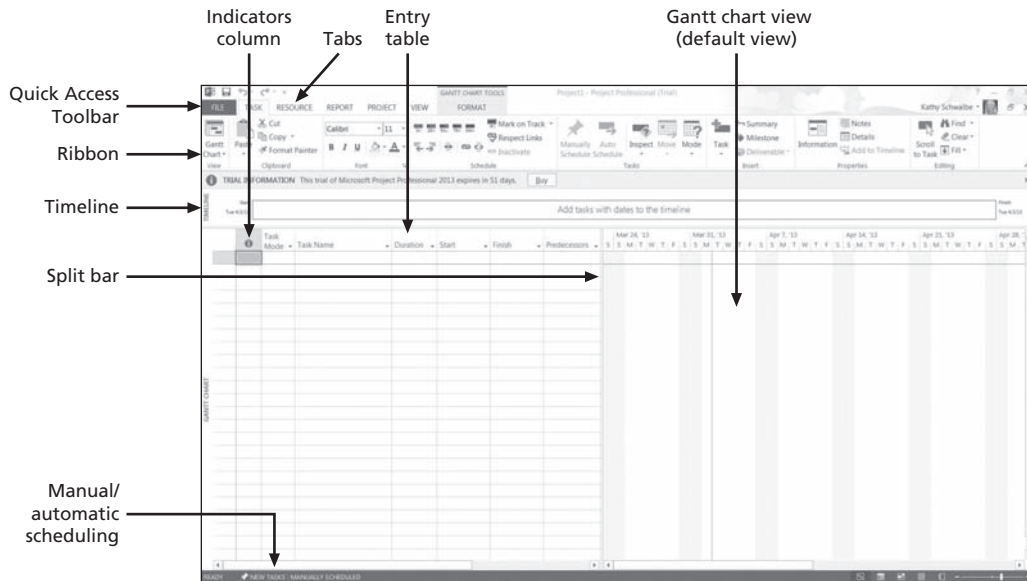 Indicators column
Tabs
Entry table
Gantt chart view (default view)
Quick Access Toolbar
Ribbon
Timeline
Split bar
Manual/ automatic scheduling
GANTT CHART TOOLS
Project1 - Project Professional (Trial)
FILE TASK RESOURCE REPORT PROJECT VIEW FORMAT
Kathy Schwalbe
Gantt Chart
View
Paste
Cut
Copy
Format Painter
Clipboard
Calibri 11
B I U A
Font
Mark on Track
Respect Links
Inactivate
Schedule
Manually Schedule
Auto Schedule
Inspect Move Mode
Tasks
Task
Summary
Milestone
Deliverable
Insert
Information
Notes
Details
Add to Timeline
Properties
Scroll to Task
Find
Clear
Fill
Editing
TRIAL INFORMATION This trial of Microsoft Project Professional 2013 expires in 51 days. Buy
TIMELINE
Add tasks with dates to the timeline
Finish
Task Mode Task Name Duration Start Finish Predecessors
Mar 24, '13 Mar 31, '13 Apr 7, '13 Apr 14, '13 Apr 21, '13 Apr 28,
S M T W T F S S M T W T F S S M T W T F S S M T W T F S S M T W T F S S M T W
GANTT CHART
READY NEW TASKS : MANUALLY SCHEDULED